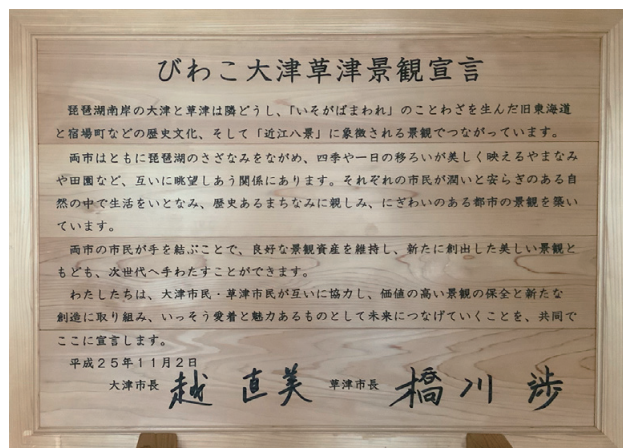 びわこ大津草津景観宣言
琵琶湖南岸の大津と草津は隣どうし、「いそがばまわれ」のことわざを生んだ旧東海道
と宿場町などの歴史文化、そして「近江八景」に象徴される景観でつながっています。
両市はともに琵琶湖のさざなみをながめ、四季や一日の移ろいが美しく映えるやまなみ
や田園など、互いに眺望しあう関係にあります。それぞれの市民が潤いと安らぎのある自
然の中で生活をいとなみ、歴史あるまちなみに親しみ、にぎわいのある都市の景観を築い
ています。
両市の市民が手を結ぶことで、良好な景観資産を維持し、新たに創出した美しい景観と
もども、次世代へ手わたすことができます。
わたしたちは、大津市民・草津市民が互いに協力し、価値の高い景観の保全と新たな
創造に取り組み、いっそう愛着と魅力あるものとして未来につなげていくことを、共同で
ここに宣言します。
平成25年11月2日
大津市長 越 直美 草津市長 橋川 渉